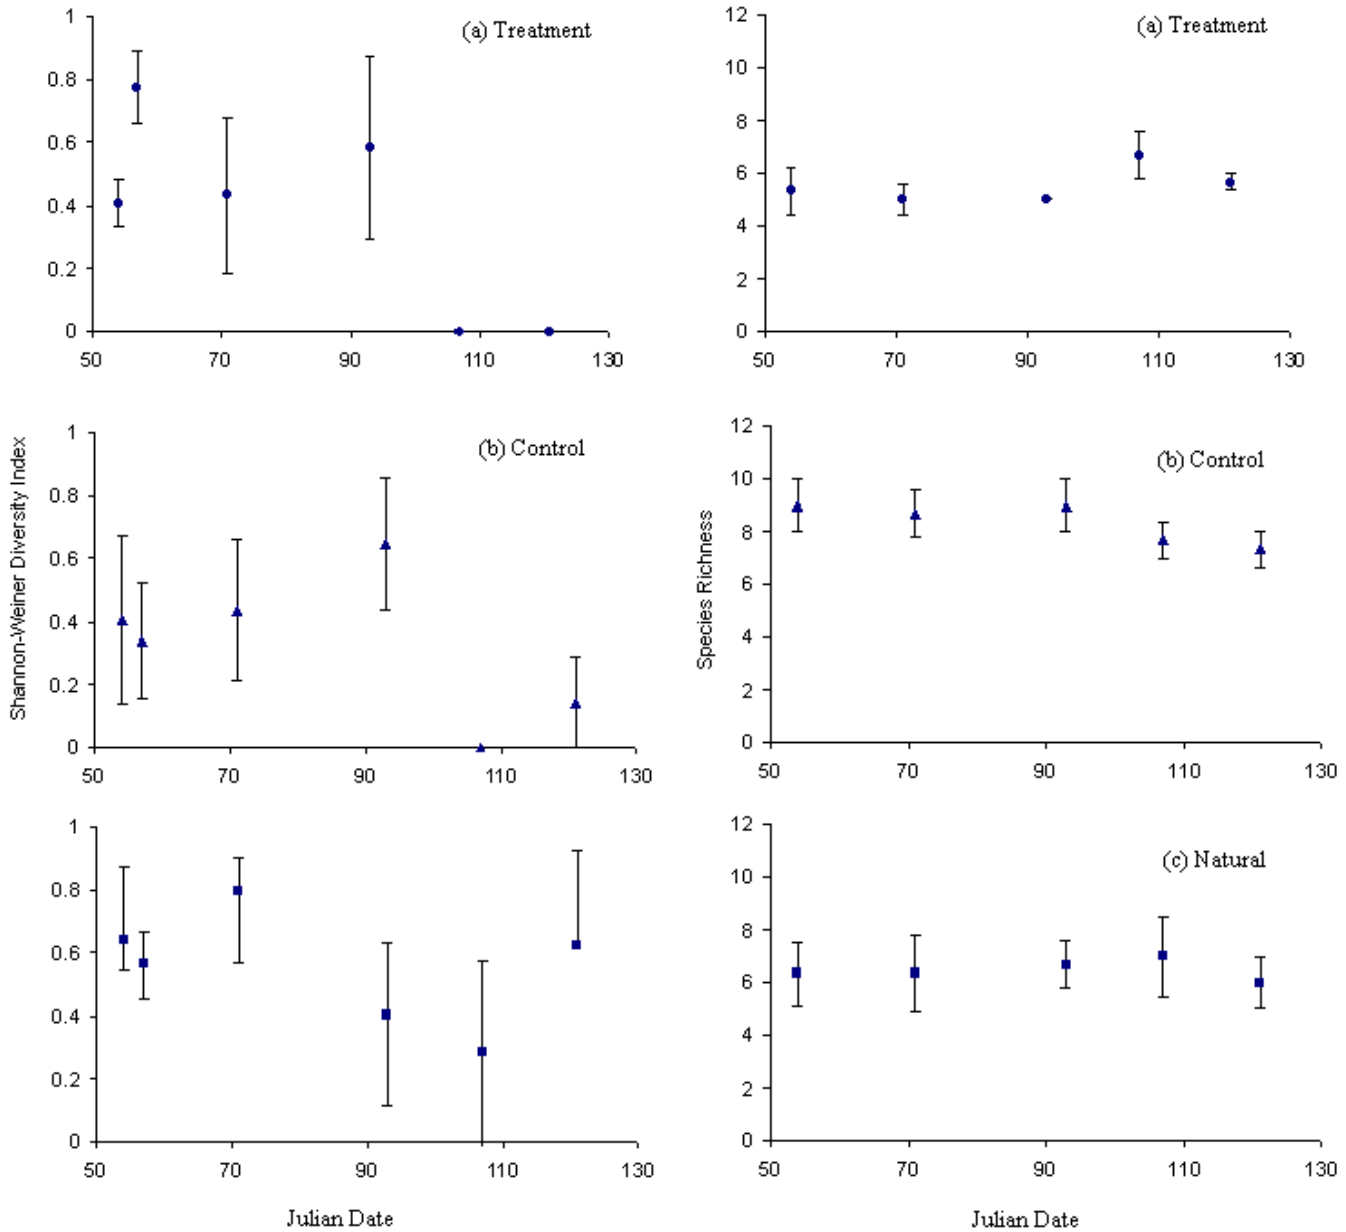 (a) Treatment
1
0.8
0.6
0.4
0.2
0
50 70 90 110 130
(a) Treatment
12
10
8
6
4
2
0
50 70 90 110 130
Shannon-Weiner Diversity Index
(b) Control
1
0.8
0.6
0.4
0.2
0
50 70 90 110 130
Species Richness
(b) Control
12
10
8
6
4
2
0
50 70 90 110 130
1
0.8
0.6
0.4
0.2
0
50 70 90 110 130
Julian Date
(c) Natural
12
10
8
6
4
2
0
50 70 90 110 130
Julian Date